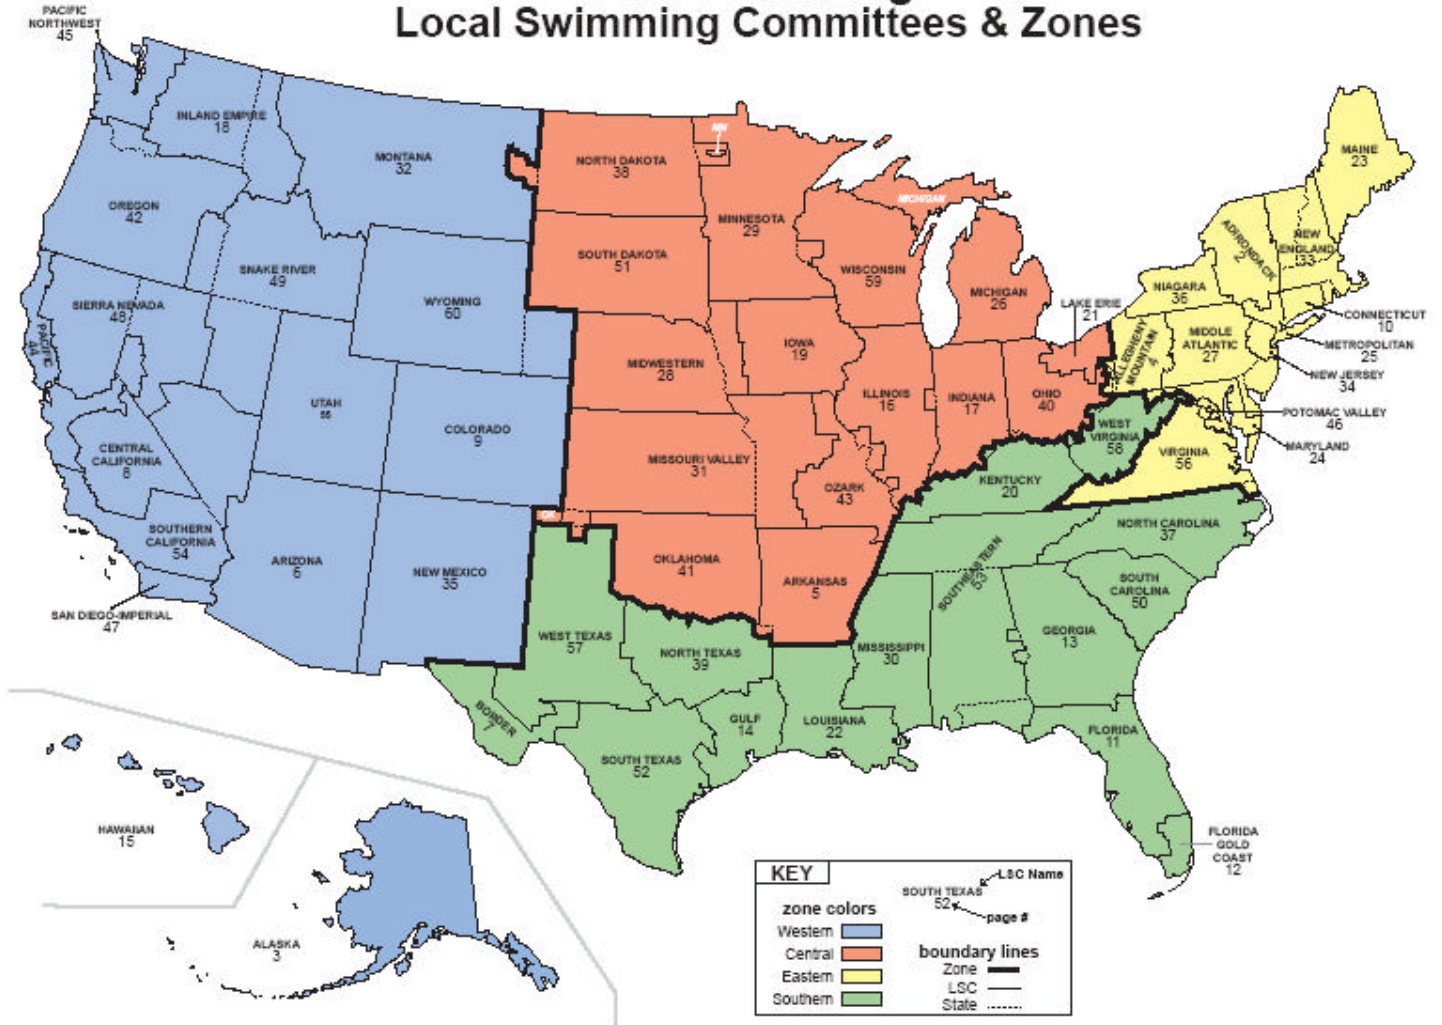 Local Swimming Committees & Zones
PACIFIC
NORTHWEST
45
INLAND EMPIRE
18
MONTANA
32
OREGON
42
SNAKE RIVER
49
WYOMING
60
SIERRA NEVADA
48
PACIFIC
44
UTAH
55
COLORADO
9
CENTRAL
CALIFORNIA
8
SOUTHERN
CALIFORNIA
54
SAN DIEGO-IMPERIAL
47
ARIZONA
6
NEW MEXICO
35
NORTH DAKOTA
38
MN
MINNESOTA
29
SOUTH DAKOTA
51
WISCONSIN
59
MICHIGAN
MICHIGAN
26
LAKE ERIE
21
IOWA
19
MIDWESTERN
28
ILLINOIS
16
INDIANA
17
OHIO
40
MISSOURI VALLEY
31
OZARK
43
OK
OKLAHOMA
41
ARKANSAS
5
MAINE
23
NEW
ENGLAND
33
ADIRONDACK
2
NIAGARA
36
CONNECTICUT
10
METROPOLITAN
25
ALLEGHENY
MOUNTAIN
4
MIDDLE
ATLANTIC
27
NEW JERSEY
34
POTOMAC VALLEY
46
MARYLAND
24
VIRGINIA
56
WEST
VIRGINIA
58
KENTUCKY
20
NORTH CAROLINA
37
SOUTHEASTERN
53
SOUTH
CAROLINA
50
GEORGIA
13
MISSISSIPPI
30
WEST TEXAS
57
NORTH TEXAS
39
BORDER
7
SOUTH TEXAS
52
GULF
14
LOUISIANA
22
FLORIDA
11
FLORIDA
GOLD
COAST
12
HAWAIIAN
15
ALASKA
3
KEY
SOUTH TEXAS
52
LSC Name
page #
zone colors
Western
Central
Eastern
Southern
boundary lines
Zone
LSC
State